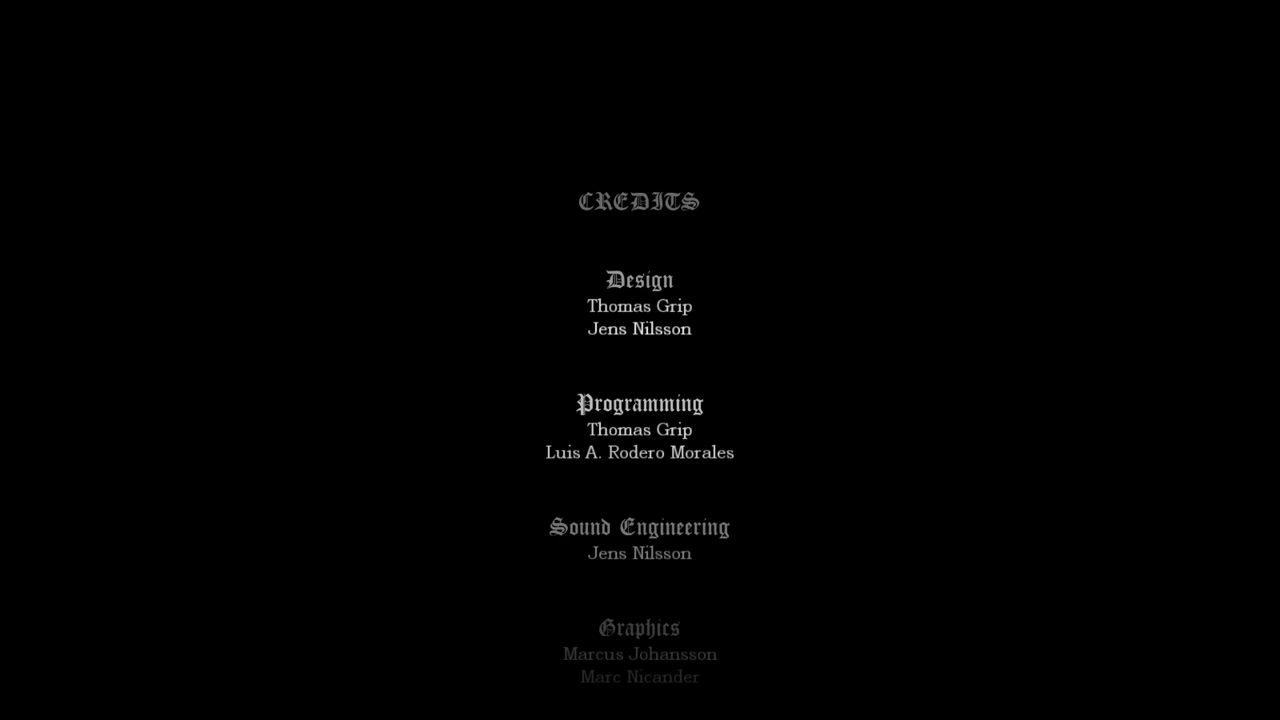 CREDITS
Design
Thomas Grip
Jens Nilsson
Programming
Thomas Grip
Luis A. Rodero Morales
Sound Engineering
Jens Nilsson
Graphics
Marcus Johansson
Marc Nicander